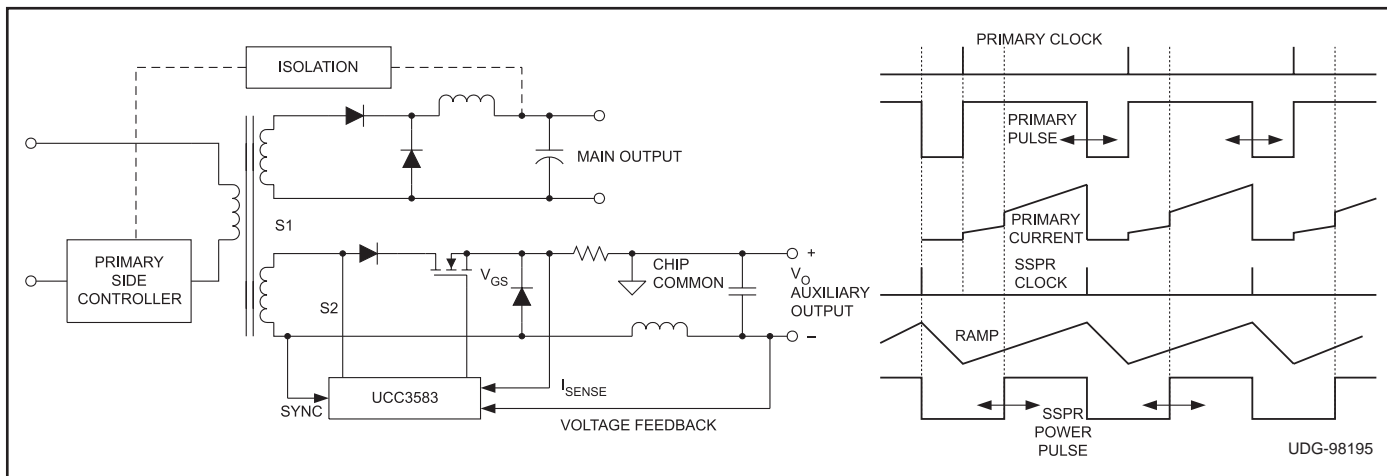 ISOLATION
MAIN OUTPUT
S1
PRIMARY
SIDE
CONTROLLER
S2
VGS
CHIP
COMMON
+
VO
AUXILIARY
OUTPUT
–
UCC3583
ISENSE
SYNC
VOLTAGE FEEDBACK
PRIMARY CLOCK
PRIMARY
PULSE
PRIMARY
CURRENT
SSPR
CLOCK
RAMP
SSPR
POWER
PULSE
UDG-98195